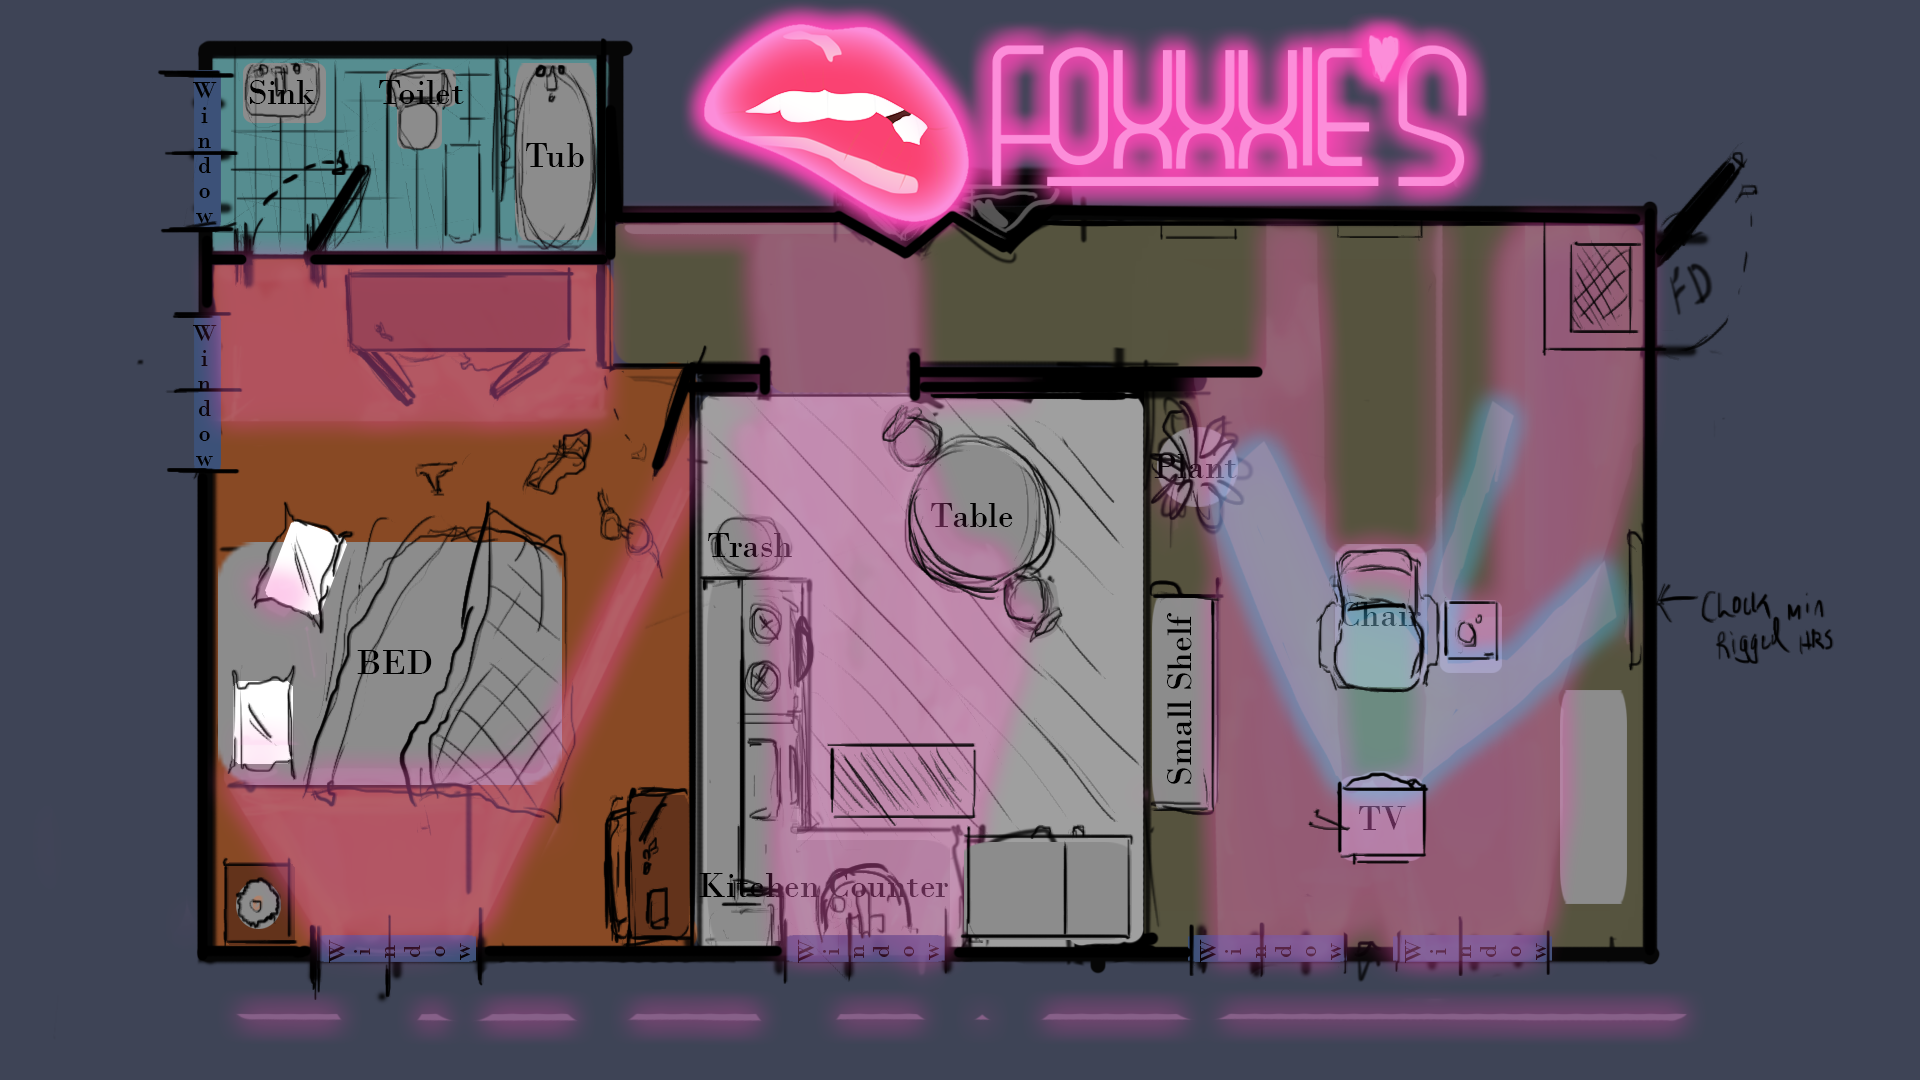 FOXXXIE'S
Sink
Toilet
Tub
Window
FD
Window
Plant
Table
Trash
Chair
Clock, min
Rigged HRS
BED
Small Shelf
TV
Kitchen Counter
Window
Window
Window
Window